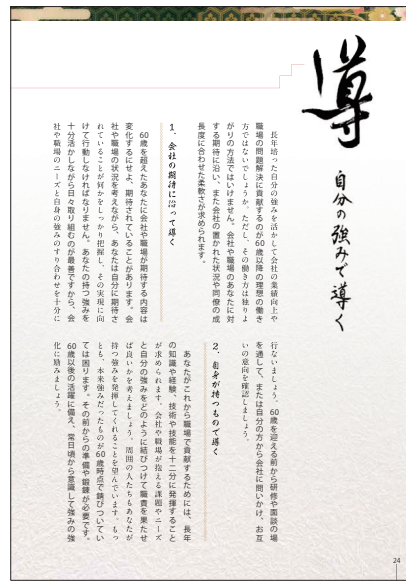 導
自分の強みで導く
長年培った自分の強みを活かして会社の業績向上や
職場の問題解決に貢献するのが60歳以降の理想の働き
方ではないでしょうか。ただし、その働き方は独りよ
がりの方法ではいけません。会社や職場のあなたに対
する期待に沿い、また会社の置かれた状況や同僚の成
長度に合わせた柔軟さが求められます。
1．会社の期待に沿って導く
60歳を超えたあなたに会社や職場が期待する内容は
変化するにせよ、期待されていることがあります。会
社や職場の状況を考えながら、あなたは自分に期待さ
れていることが何かをしっかり把握し、その実現に向
けて行動しなければなりません。あなたの持つ強みを
十分活かしながら日々取り組むのが最善ですから、会
社や職場のニーズと自身の強みのすり合わせを十分に
行ないましょう。60歳を迎える前から研修や面談の場
を通して、または自分の方から会社に問いかけ、お互
いの意向を確認しましょう。
2．自身が持つもので導く
あなたがこれから職場で貢献するためには、長年
の知識や経験、技術や技能を十二分に発揮すること
が求められます。会社や職場が抱える課題やニーズ
と自分の強みをどのように結びつけて職責を果たせ
ば良いかを考えましょう。周囲の人たちもあなたが
持つ強みを発揮してくれることを望んでいます。もっ
とも、本来強みだったものが60歳時点で錆びついてい
ては困ります。その前からの準備や鍛錬が必要です。
60歳以後の活躍に備え、常日頃から意識して強みの強
化に励みましょう。
24